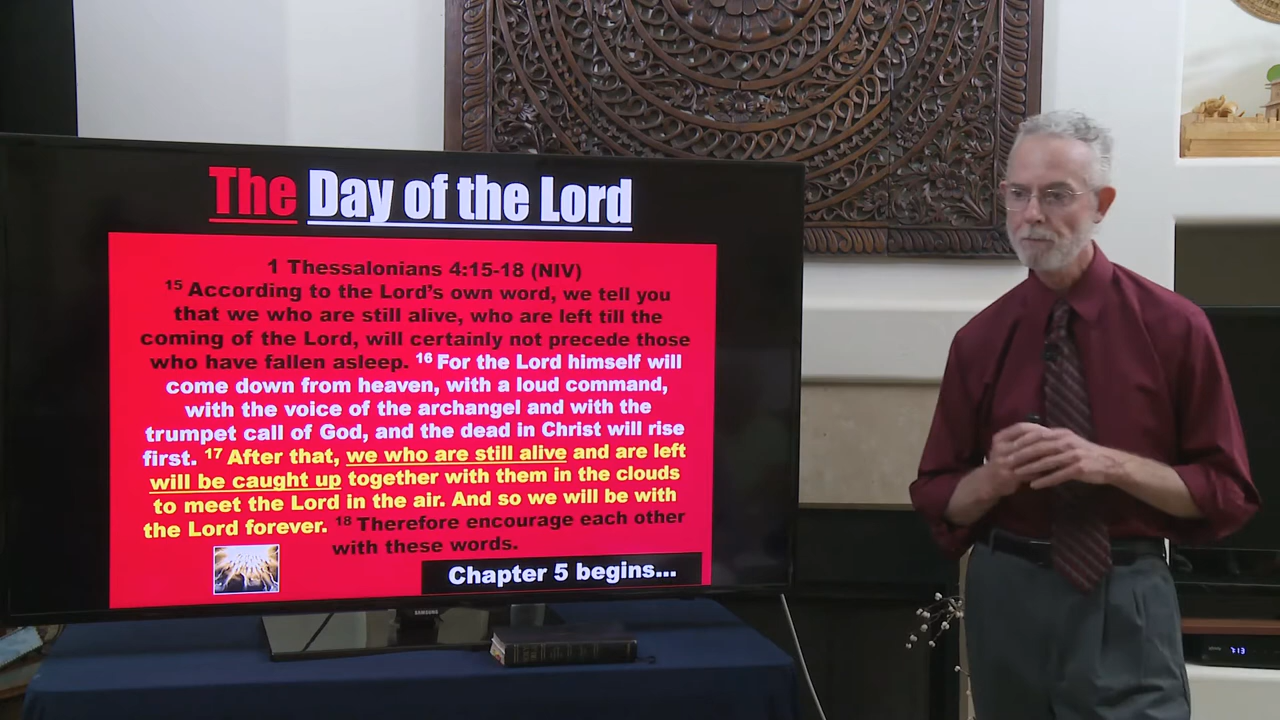 The Day of the Lord
1 Thessalonians 4:15-18 (NIV)
15 According to the Lord's own word, we tell you
that we who are still alive, who are left till the
coming of the Lord, will certainly not precede those
who have fallen asleep. 16 For the Lord himself will
come down from heaven, with a loud command,
with the voice of the archangel and with the
trumpet call of God, and the dead in Christ will rise
first. 17 After that, we who are still alive and are left
will be caught up together with them in the clouds
to meet the Lord in the air. And so we will be with
the Lord forever. 18 Therefore encourage each other
with these words.
Chapter 5 begins...
SAMSUNG
7:13